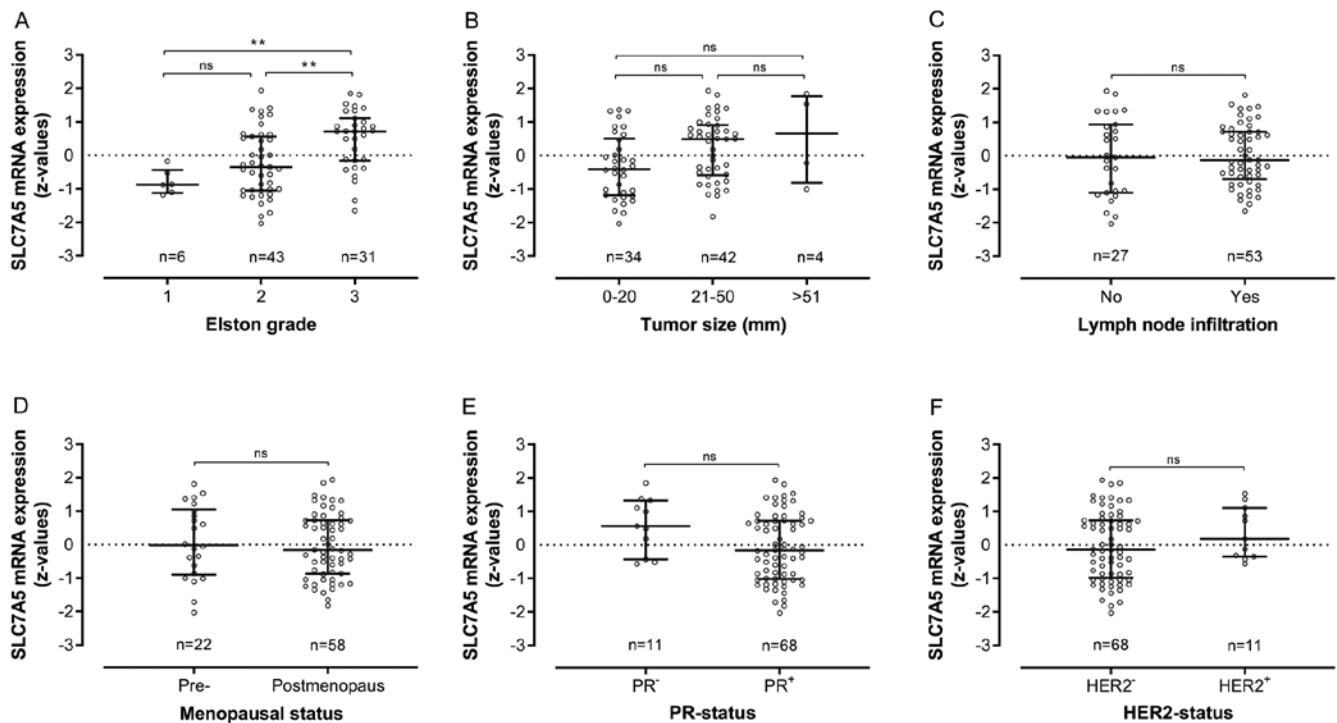 A
SLC7A5 mRNA expression
(z-values)
3
2
1
0
-1
-2
-3
**
ns
**
n=6
n=43
n=31
1
2
3
Elston grade
B
SLC7A5 mRNA expression
(z-values)
3
2
1
0
-1
-2
-3
ns
ns
ns
n=34
n=42
n=4
0-20
21-50
>51
Tumor size (mm)
C
SLC7A5 mRNA expression
(z-values)
3
2
1
0
-1
-2
-3
ns
n=27
n=53
No
Yes
Lymph node infiltration
D
SLC7A5 mRNA expression
(z-values)
3
2
1
0
-1
-2
-3
ns
n=22
n=58
Pre-
Postmenopaus
Menopausal status
E
SLC7A5 mRNA expression
(z-values)
3
2
1
0
-1
-2
-3
ns
n=11
n=68
PR⁻
PR⁺
PR-status
F
SLC7A5 mRNA expression
(z-values)
3
2
1
0
-1
-2
-3
ns
n=68
n=11
HER2⁻
HER2⁺
HER2-status